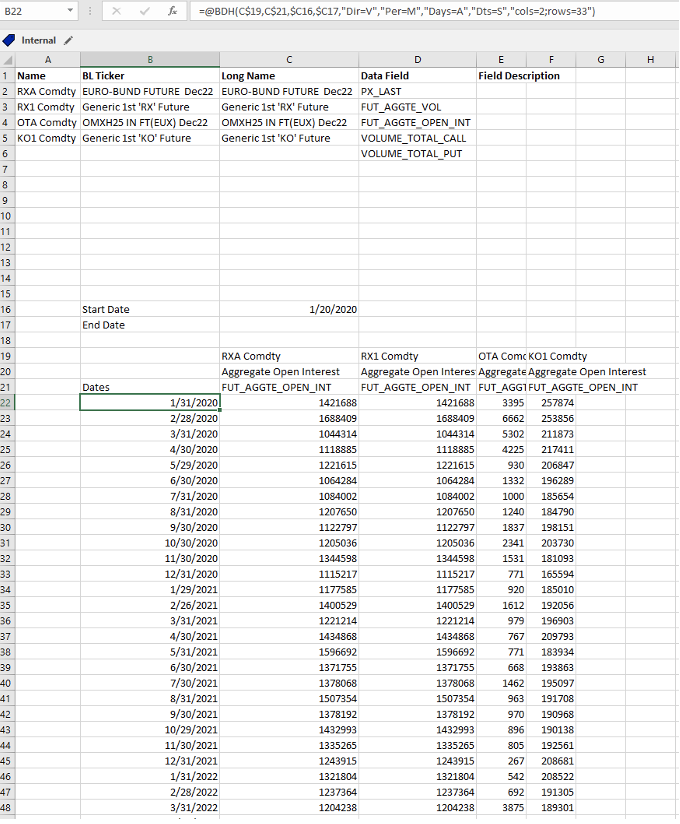 B22 =@BDH(C$19,C$21,$C16,$C17,"Dir=V","Per=M","Days=A","Dts=S","cols=2;rows=33")
Internal
A B C D E F G H
1 Name BL Ticker Long Name Data Field Field Description
2 RXA Comdty EURO-BUND FUTURE Dec22 EURO-BUND FUTURE Dec22 PX_LAST
3 RX1 Comdty Generic 1st 'RX' Future Generic 1st 'RX' Future FUT_AGGTE_VOL
4 OTA Comdty OMXH25 IN FT(EUX) Dec22 OMXH25 IN FT(EUX) Dec22 FUT_AGGTE_OPEN_INT
5 KO1 Comdty Generic 1st 'KO' Future Generic 1st 'KO' Future VOLUME_TOTAL_CALL
6 VOLUME_TOTAL_PUT
7
8
9
10
11
12
13
14
15
16 Start Date 1/20/2020
17 End Date
18
19 RXA Comdty RX1 Comdty OTA Comc KO1 Comdty
20 Aggregate Open Interest Aggregate Open Interes Aggregate Aggregate Open Interest
21 Dates FUT_AGGTE_OPEN_INT FUT_AGGTE_OPEN_INT FUT_AGGT FUT_AGGTE_OPEN_INT
22 1/31/2020 1421688 1421688 3395 257874
23 2/28/2020 1688409 1688409 6662 253856
24 3/31/2020 1044314 1044314 5302 211873
25 4/30/2020 1118885 1118885 4225 217411
26 5/29/2020 1221615 1221615 930 206847
27 6/30/2020 1064284 1064284 1332 196289
28 7/31/2020 1084002 1084002 1000 185654
29 8/31/2020 1207650 1207650 1240 184790
30 9/30/2020 1122797 1122797 1837 198151
31 10/30/2020 1205036 1205036 2341 203730
32 11/30/2020 1344598 1344598 1531 181093
33 12/31/2020 1115217 1115217 771 165594
34 1/29/2021 1177585 1177585 920 185010
35 2/26/2021 1400529 1400529 1612 192056
36 3/31/2021 1221214 1221214 979 196903
37 4/30/2021 1434868 1434868 767 209793
38 5/31/2021 1596692 1596692 771 183934
39 6/30/2021 1371755 1371755 668 193863
40 7/30/2021 1378068 1378068 1462 195097
41 8/31/2021 1507354 1507354 963 191708
42 9/30/2021 1378192 1378192 970 190968
43 10/29/2021 1432993 1432993 896 190138
44 11/30/2021 1335265 1335265 805 192561
45 12/31/2021 1243915 1243915 267 208681
46 1/31/2022 1321804 1321804 542 208522
47 2/28/2022 1237364 1237364 692 191305
48 3/31/2022 1204238 1204238 3875 189301